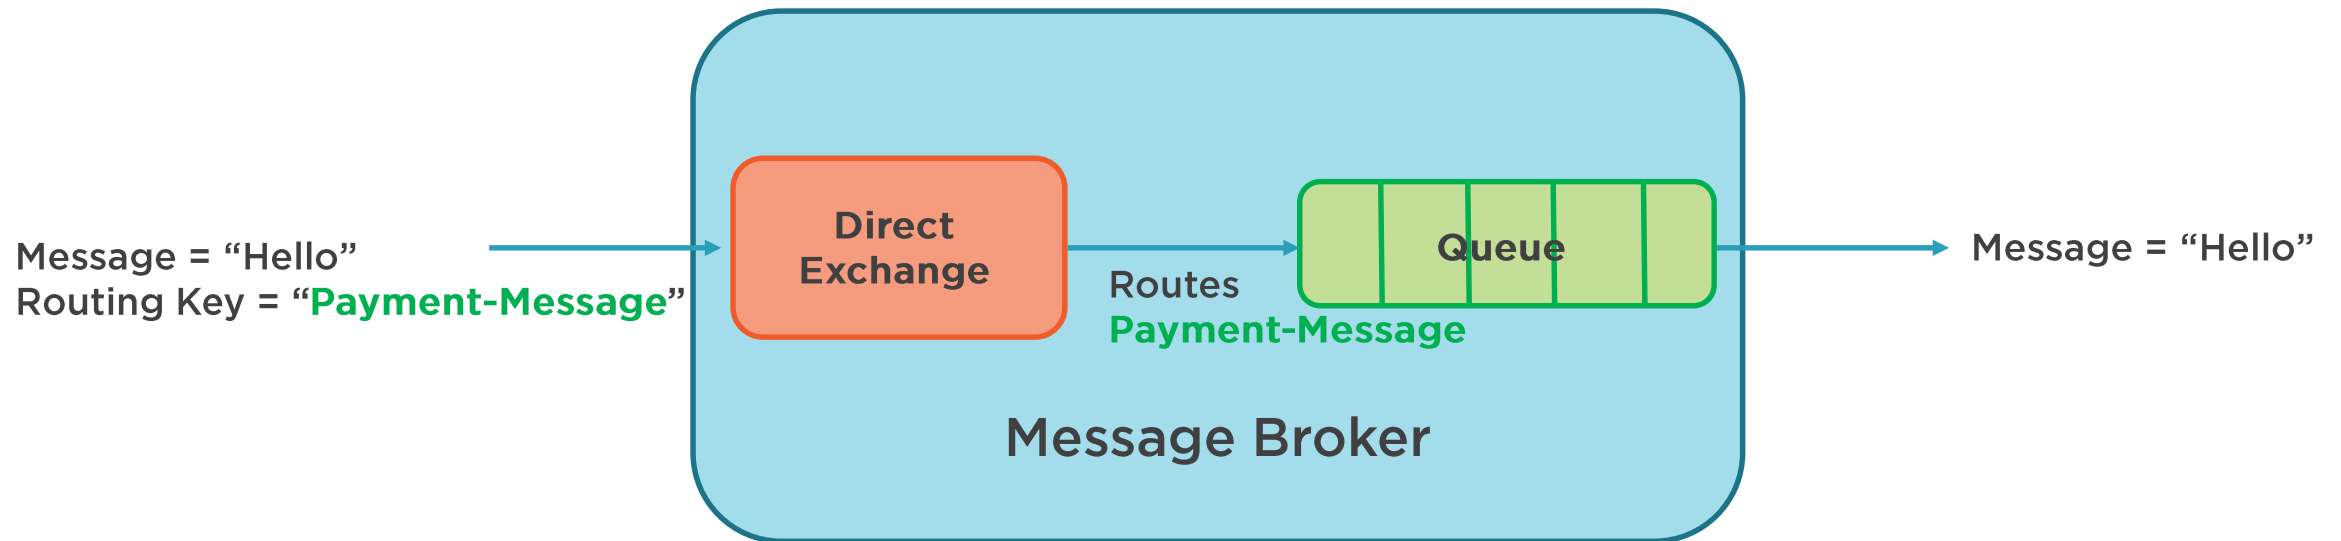 Message = “Hello”
Routing Key = “Payment-Message”
Direct
Exchange
Routes
Payment-Message
Queue
Message = “Hello”
Message Broker